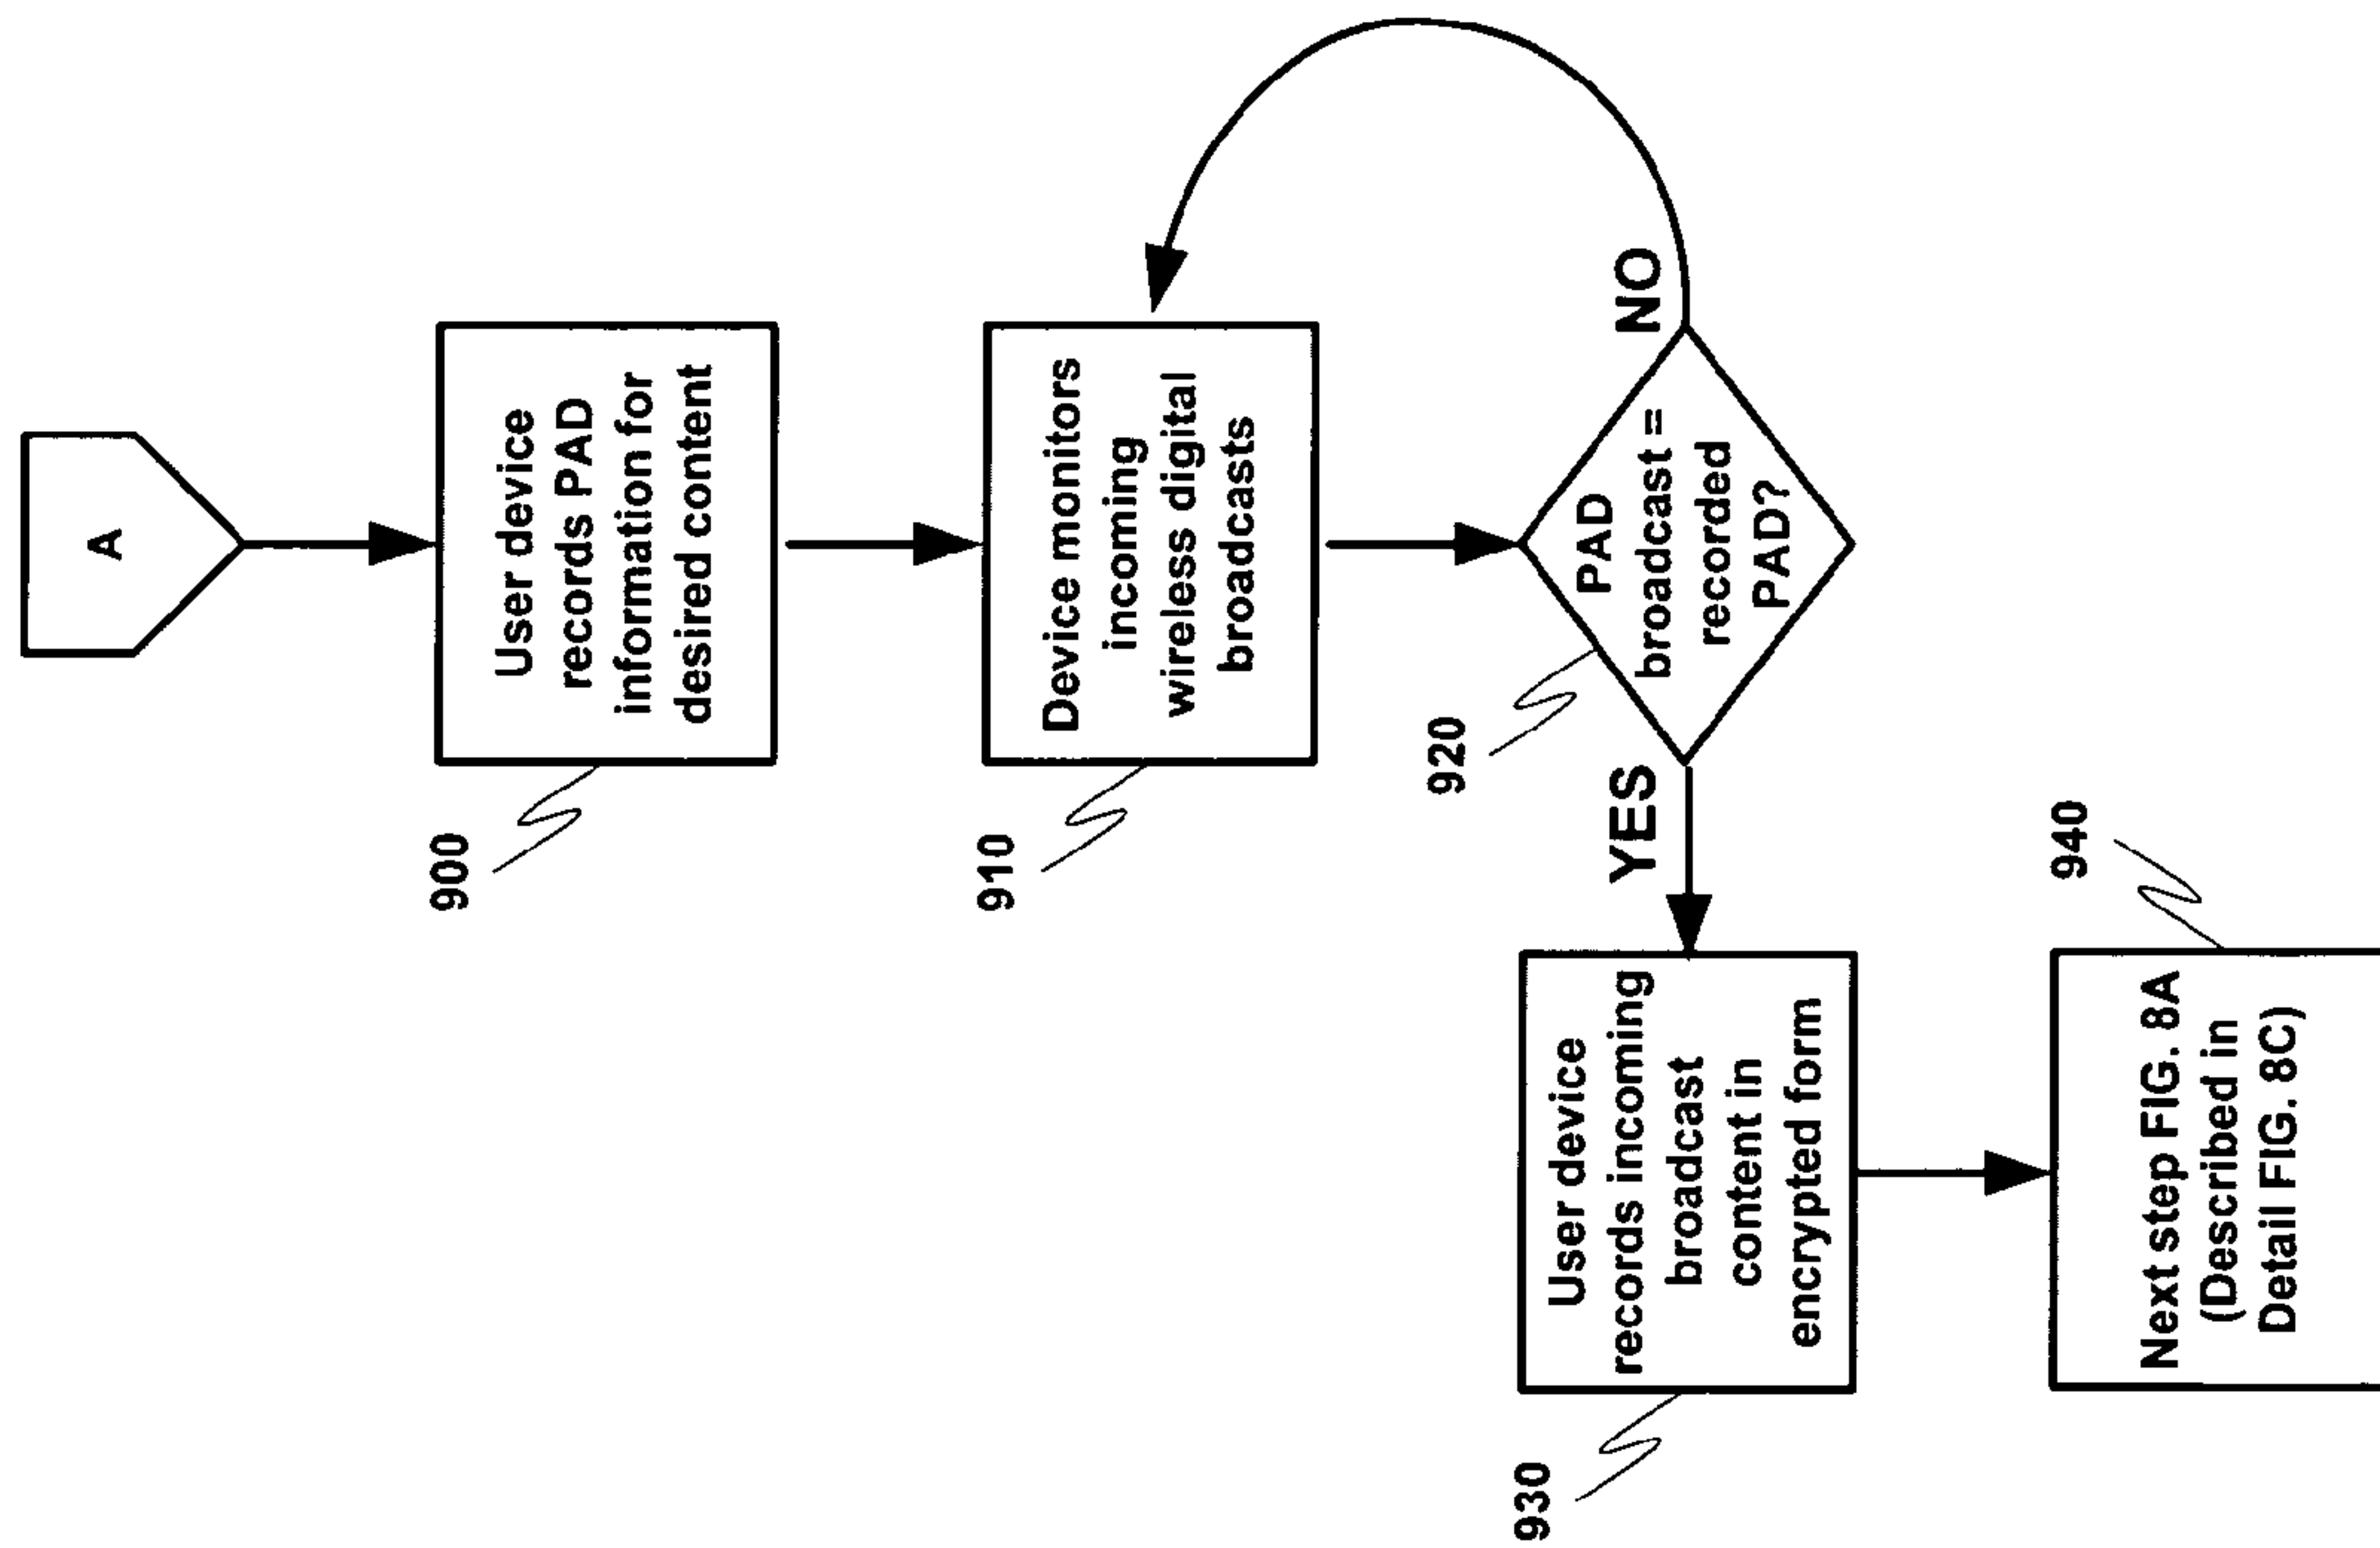 A
900
User device
records PAD
information for
desired content
910
Device monitors
incoming
wireless digital
broadcasts
920
PAD
broadcast =
recorded
PAD?
NO
YES
930
User device
records incoming
broadcast
content in
encrypted form
940
Next step FIG. 8A
(Described in
Detail FIG. 8C)